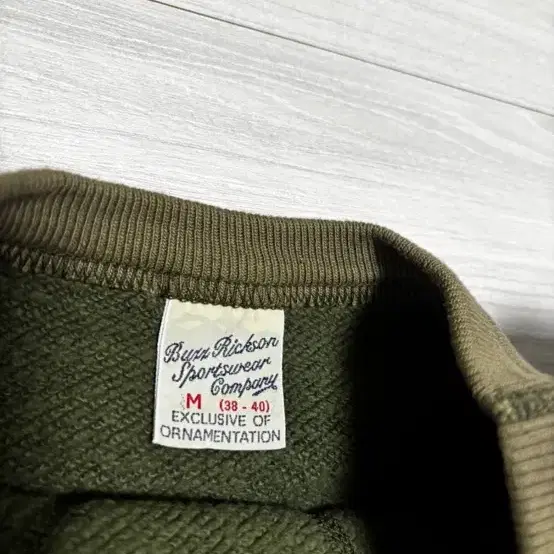 Buzz Rickson
Sportswear
Company
M (38 - 40)
EXCLUSIVE OF
ORNAMENTATION